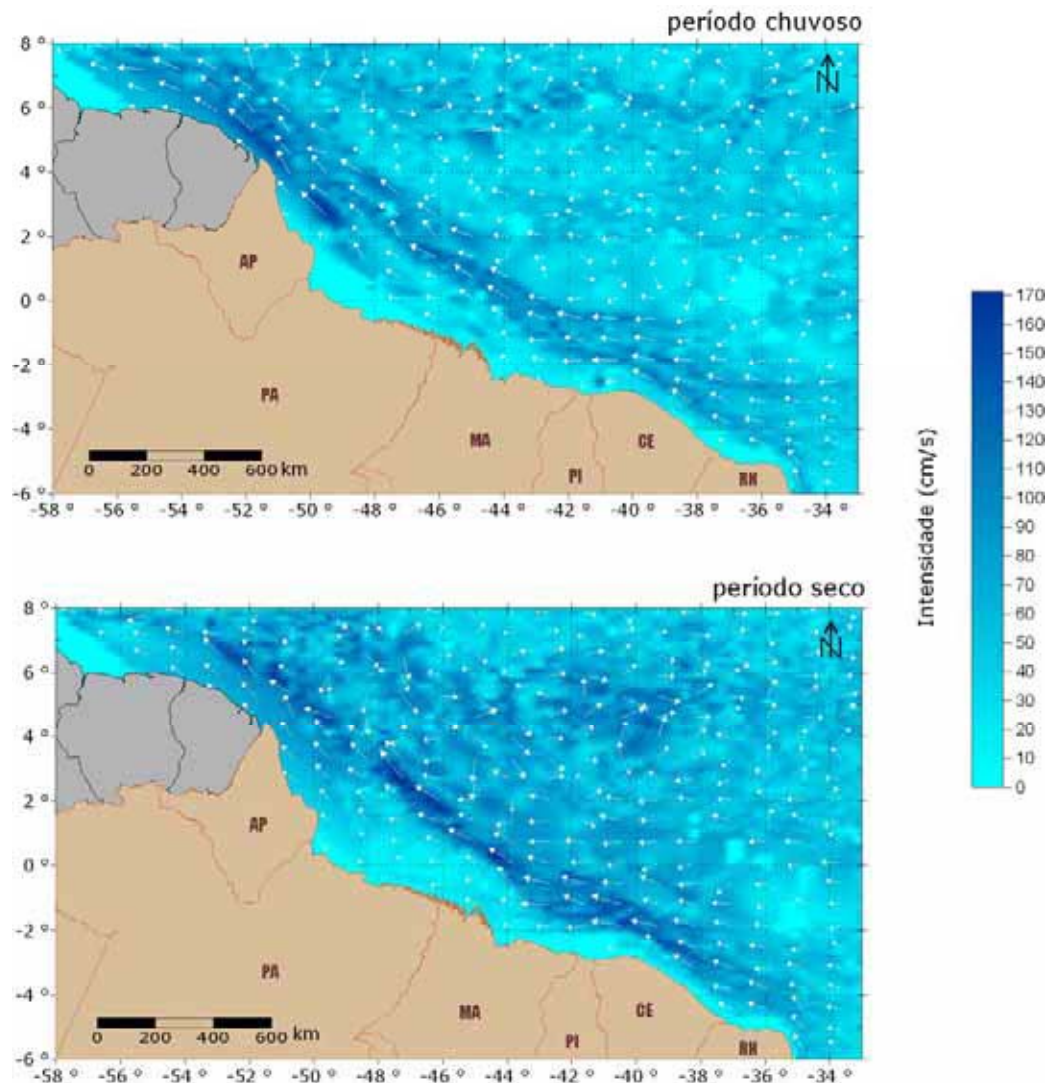 período chuvoso
N
8 º
6 º
4 º
2 º
0 º
-2 º
-4 º
-6 º
AP
PA
MA
PI
CE
RN
0 200 400 600 km
-58 º -56 º -54 º -52 º -50 º -48 º -46 º -44 º -42 º -40 º -38 º -36 º -34 º
período seco
N
8 º
6 º
4 º
2 º
0 º
-2 º
-4 º
-6 º
AP
PA
MA
PI
CE
RN
0 200 400 600 km
-58 º -56 º -54 º -52 º -50 º -48 º -46 º -44 º -42 º -40 º -38 º -36 º -34 º
Intensidade (cm/s)
170
160
150
140
130
120
110
100
90
80
70
60
50
40
30
20
10
0